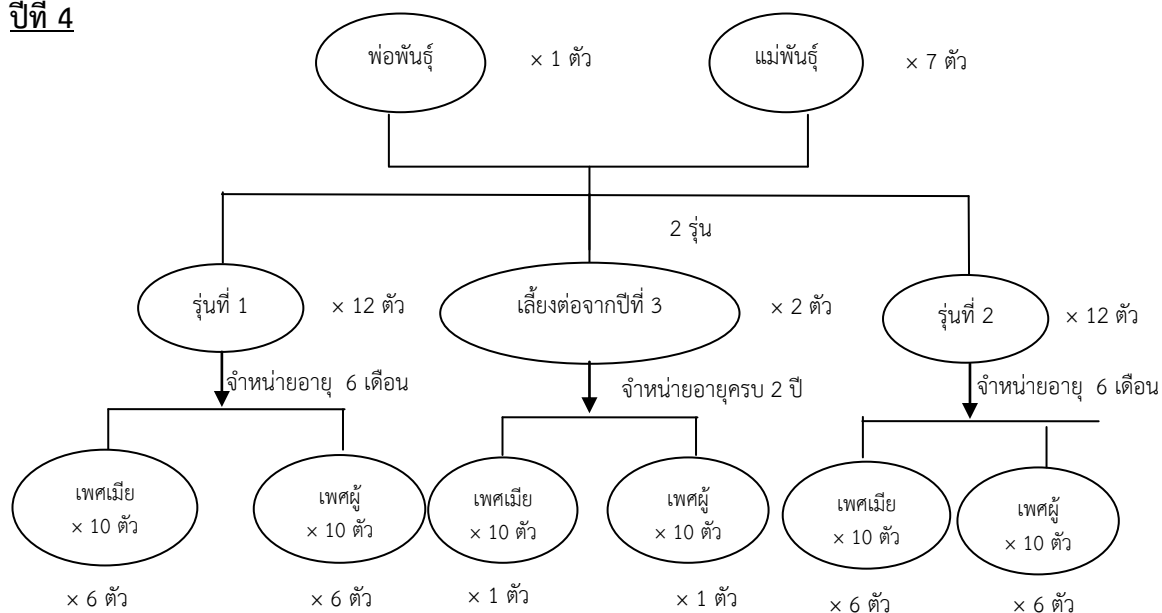 ปีที่ 4
พ่อพันธุ์
× 1 ตัว
แม่พันธุ์
× 7 ตัว
2 รุ่น
รุ่นที่ 1
× 12 ตัว
เลี้ยงต่อจากปีที่ 3
× 2 ตัว
รุ่นที่ 2
× 12 ตัว
จำหน่ายอายุ 6 เดือน
จำหน่ายอายุครบ 2 ปี
จำหน่ายอายุ 6 เดือน
เพศเมีย
× 10 ตัว
เพศผู้
× 10 ตัว
เพศเมีย
× 10 ตัว
เพศผู้
× 10 ตัว
เพศเมีย
× 10 ตัว
เพศผู้
× 10 ตัว
× 6 ตัว
× 6 ตัว
× 1 ตัว
× 1 ตัว
× 6 ตัว
× 6 ตัว